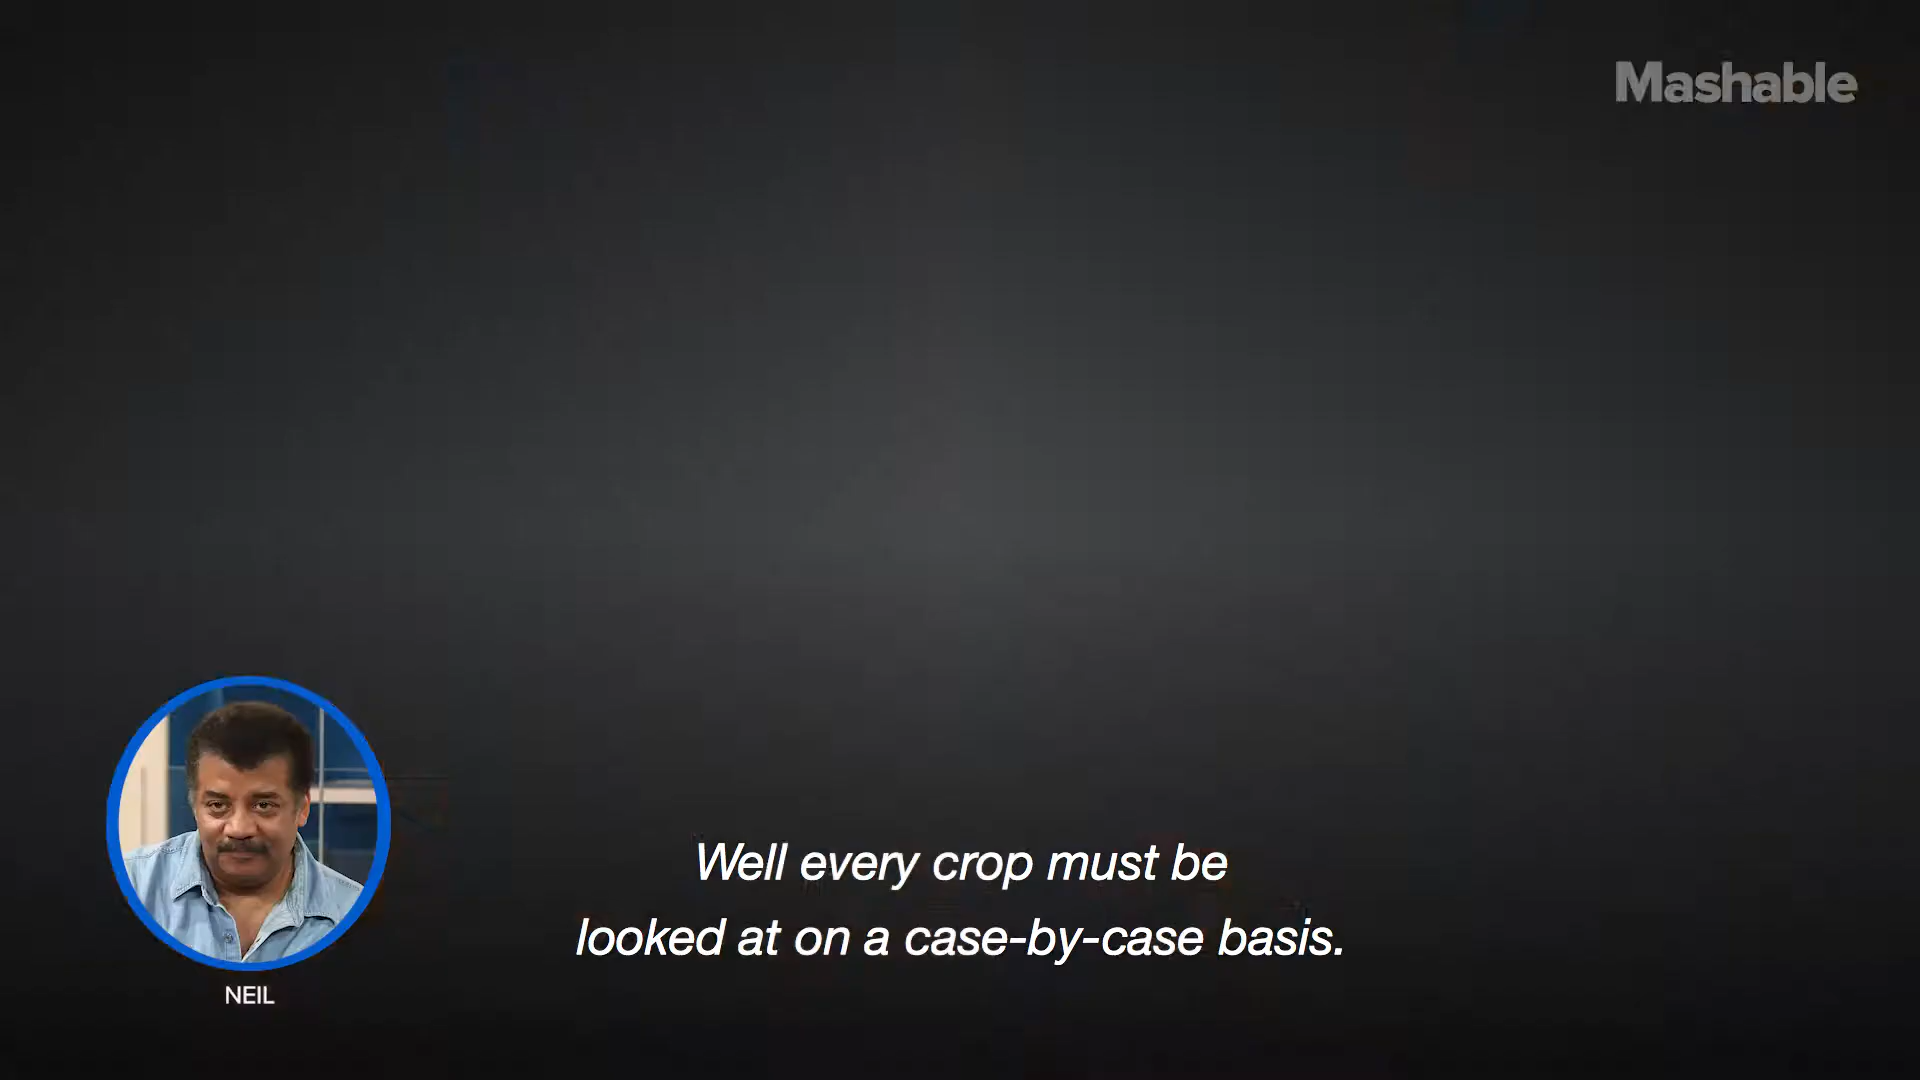 Mashable
Well every crop must be
looked at on a case-by-case basis.
NEIL